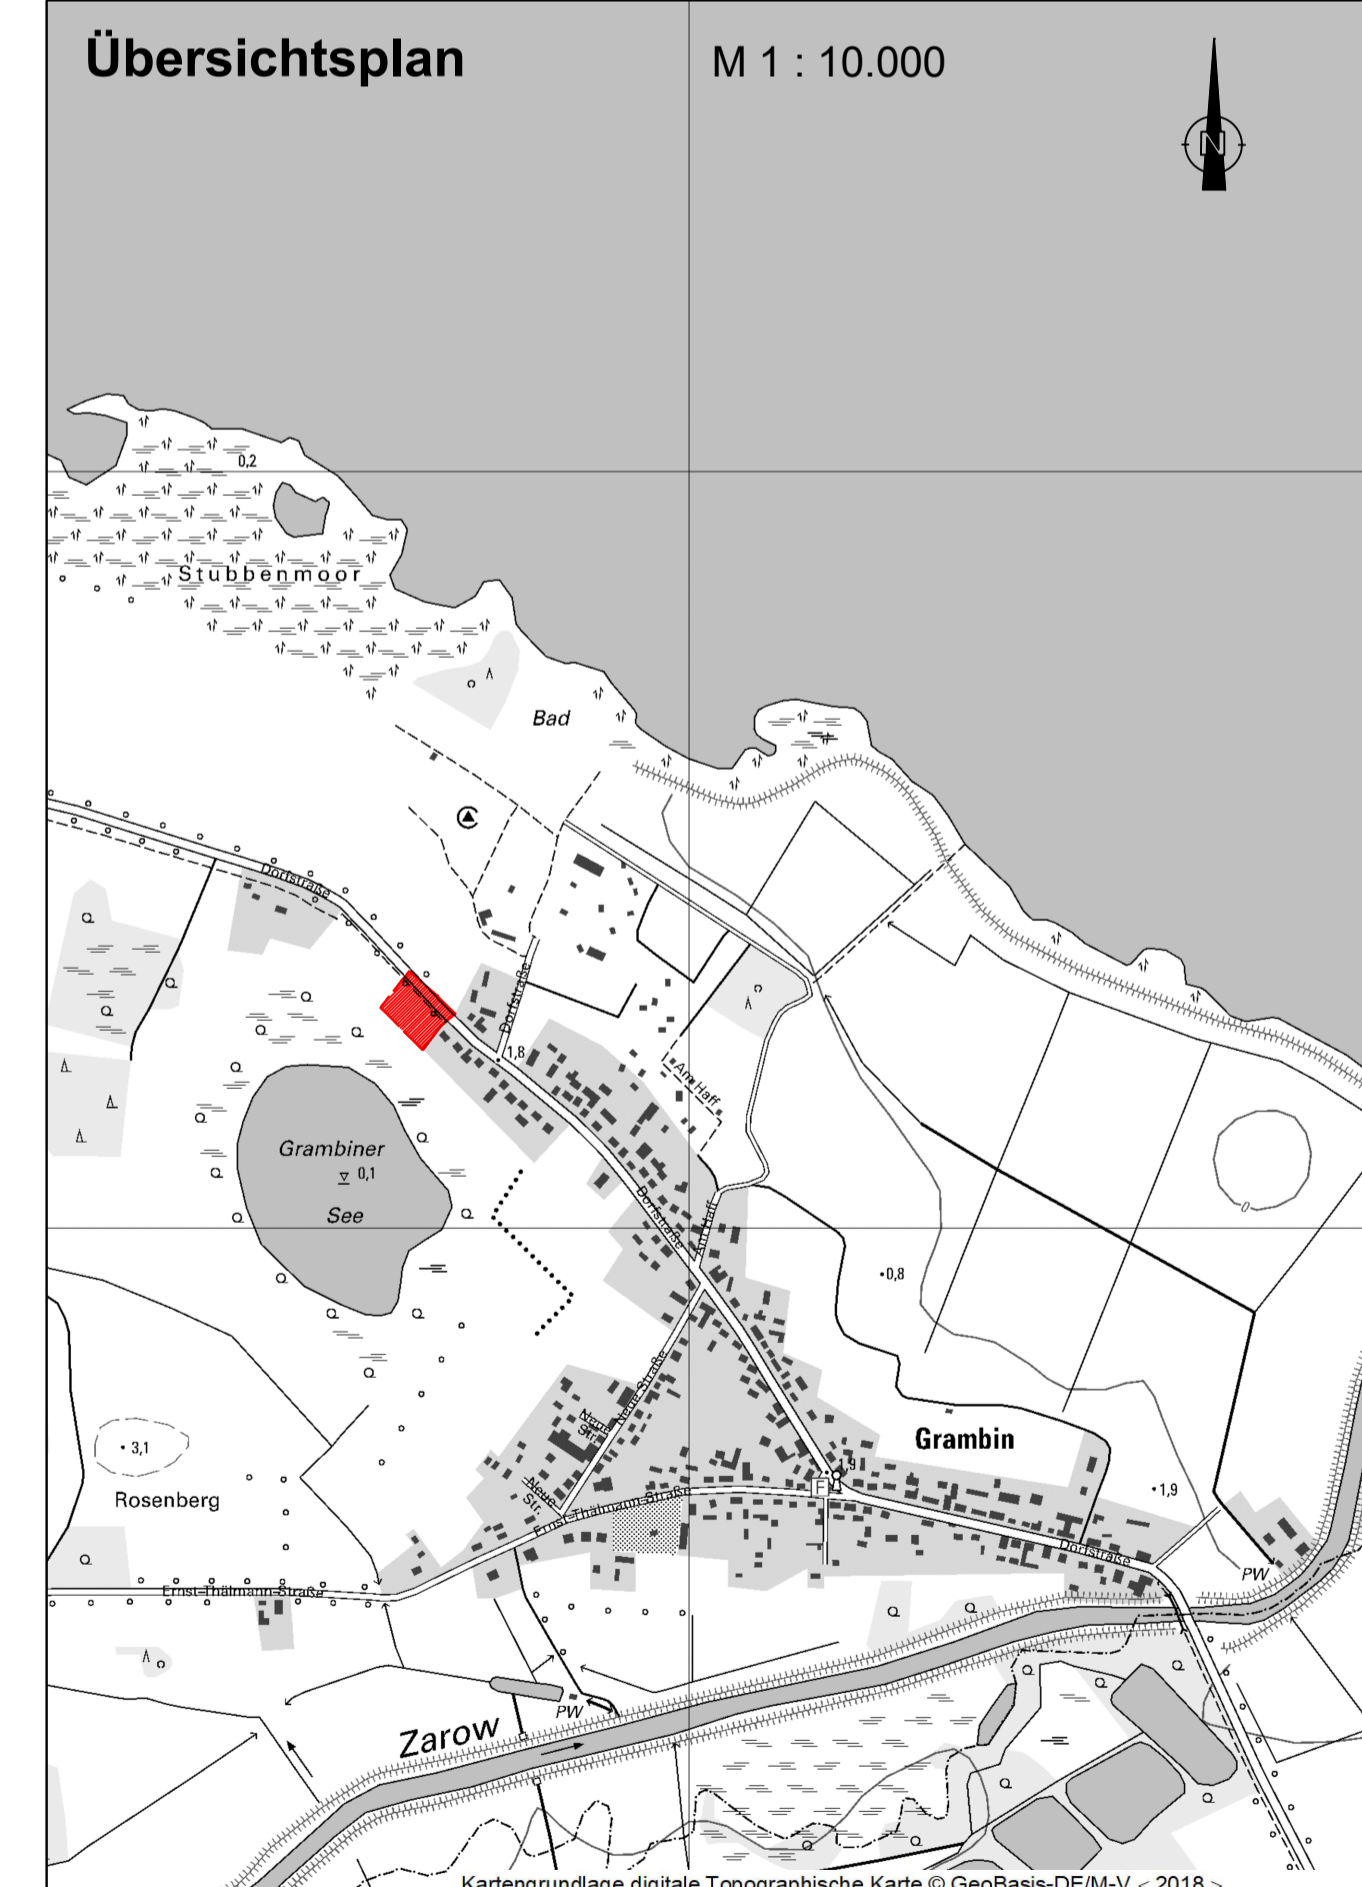 Übersichtsplan
M 1 : 10.000
N
0,2
Stubbenmoor
Bad
Dorfstraße
Dorfstraße
1,8
Am Haff
Grambiner
0,1
See
Dorfstraße
Am Haff
0,8
Neue Straße
Neue
Str.
3,1
Rosenberg
Grambin
1,9
F
1,9
Neue
Str.
Ernst-Thälmann-Straße
Dorfstraße
PW
Ernst-Thälmann-Straße
PW
Zarow
0
Kartengrundlage digitale Topographische Karte © GeoBasis-DE/M-V < 2018 >